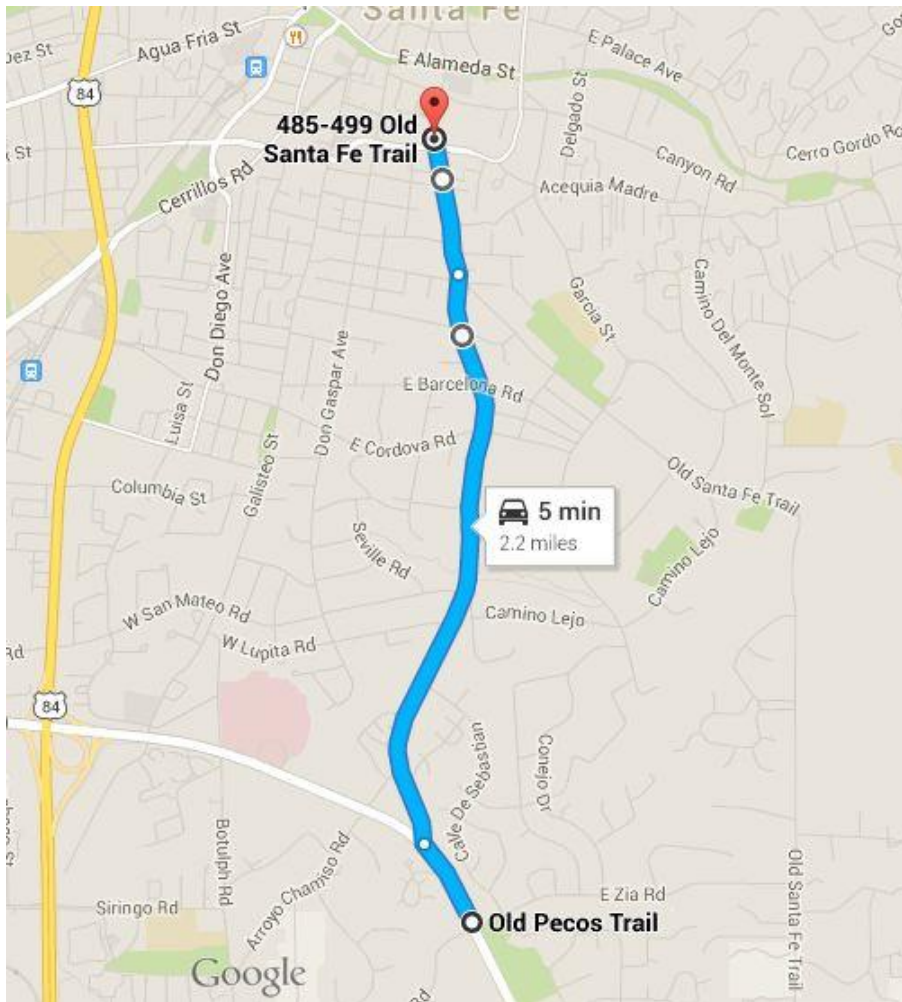 Santa Fe
Agua Fria St
ez St
E Alameda St
E Palace Ave
84
485-499 Old
Santa Fe Trail
Delgado St
Canyon Rd
Cerro Gordo Rd
St
Cerrillos Rd
Acequia Madre
Don Diego Ave
Garcia St
Camino Del Monte Sol
Luisa St
Don Gaspar Ave
E Barcelona Rd
E Cordova Rd
Galisteo St
Columbia St
Old Santa Fe Trail
5 min
2.2 miles
Seville Rd
Camino Lejo
W San Mateo Rd
Camino Lejo
W Lupita Rd
Rd
84
Calle De Sebastian
Conejo Dr
Botulph Rd
Arroyo Chamiso Rd
E Zia Rd
Old Santa Fe Trail
Siringo Rd
Old Pecos Trail
Google
Rd